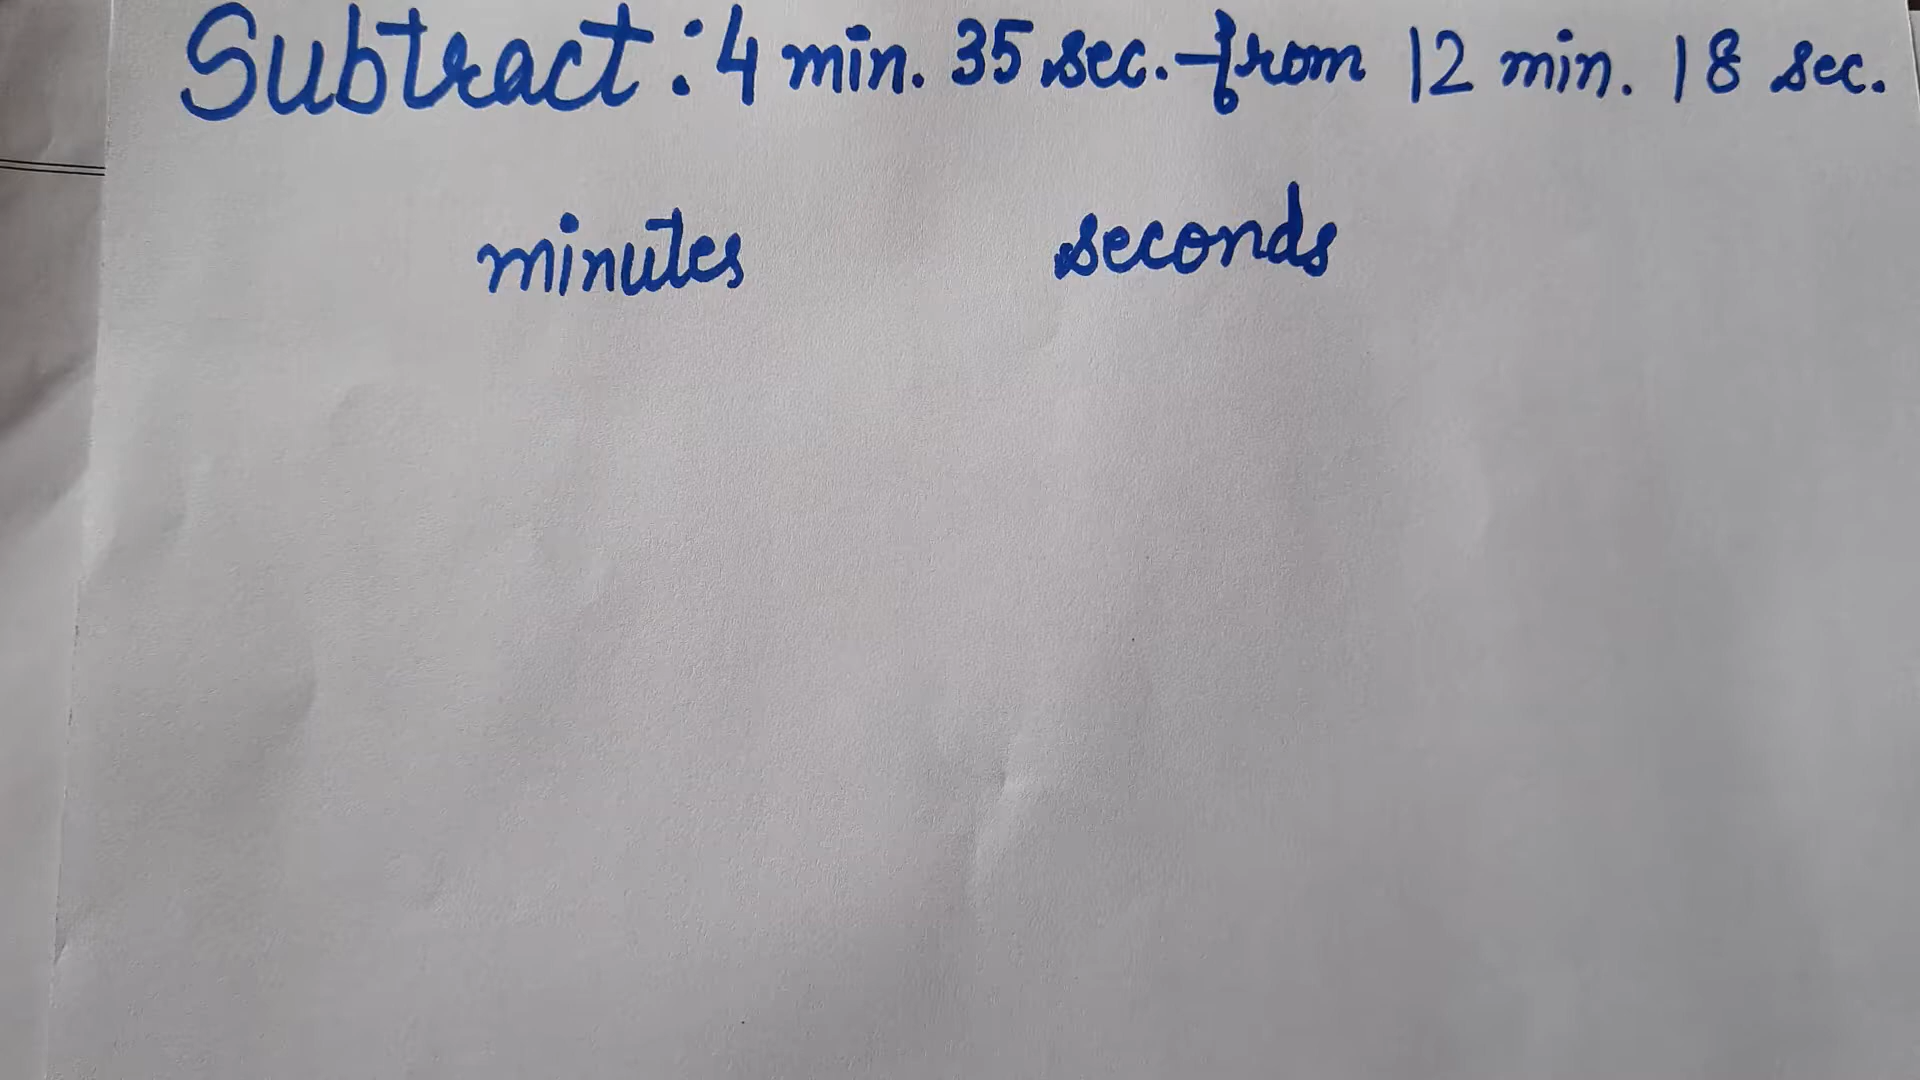 Subtract: 4 min. 35 sec. from 12 min. 18 sec.
minutes seconds